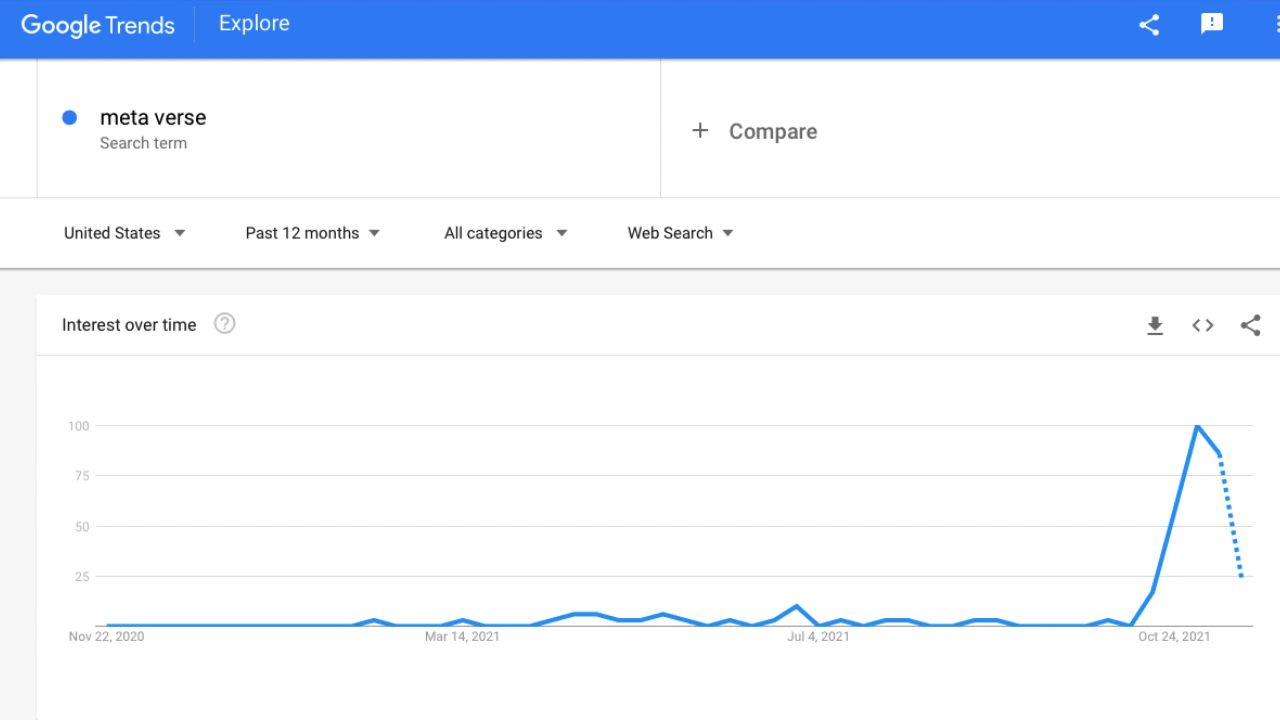 Google Trends Explore
meta verse
Search term
+ Compare
United States Past 12 months All categories Web Search
Interest over time ?
100
75
50
25
Nov 22, 2020 Mar 14, 2021 Jul 4, 2021 Oct 24, 2021